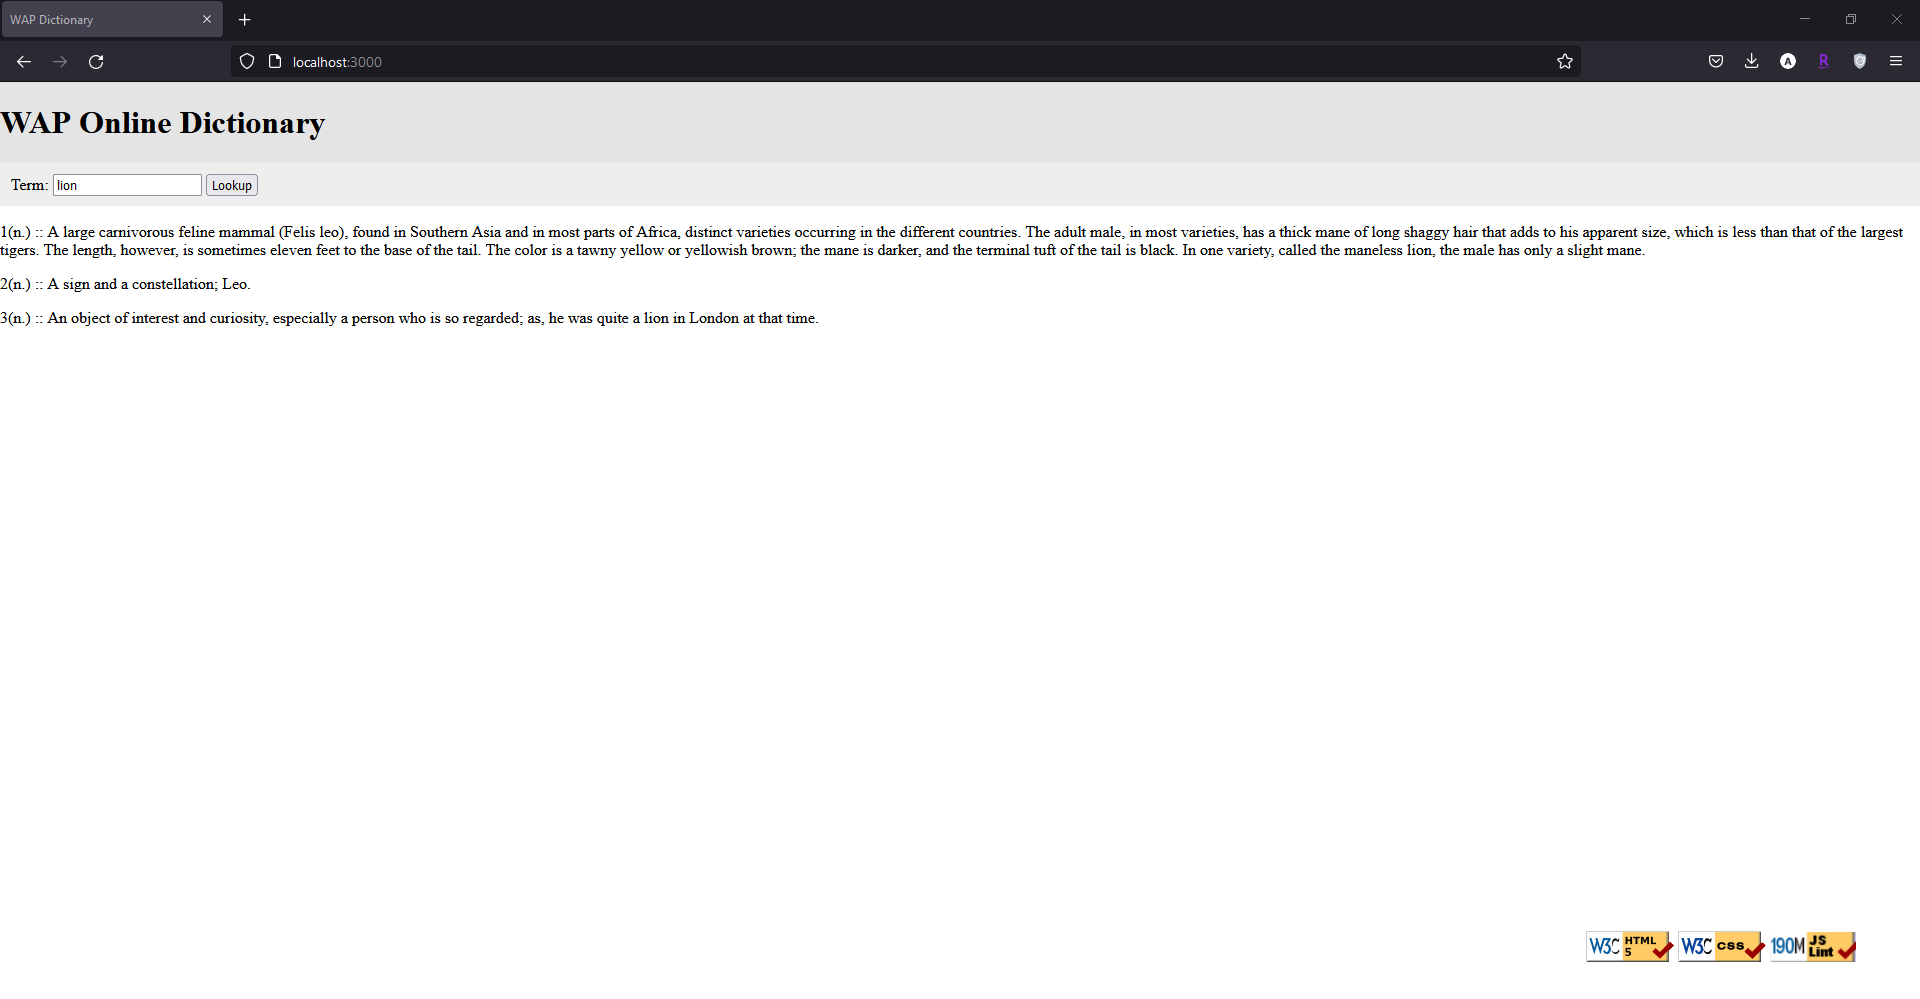 WAP Dictionary
localhost:3000
A
R
WAP Online Dictionary
Term: lion Lookup
1(n.) :: A large carnivorous feline mammal (Felis leo), found in Southern Asia and in most parts of Africa, distinct varieties occurring in the different countries. The adult male, in most varieties, has a thick mane of long shaggy hair that adds to his apparent size, which is less than that of the largest
tigers. The length, however, is sometimes eleven feet to the base of the tail. The color is a tawny yellow or yellowish brown; the mane is darker, and the terminal tuft of the tail is black. In one variety, called the maneless lion, the male has only a slight mane.
2(n.) :: A sign and a constellation; Leo.
3(n.) :: An object of interest and curiosity, especially a person who is so regarded; as, he was quite a lion in London at that time.
W3C HTML 5
W3C css
190M JS Lint